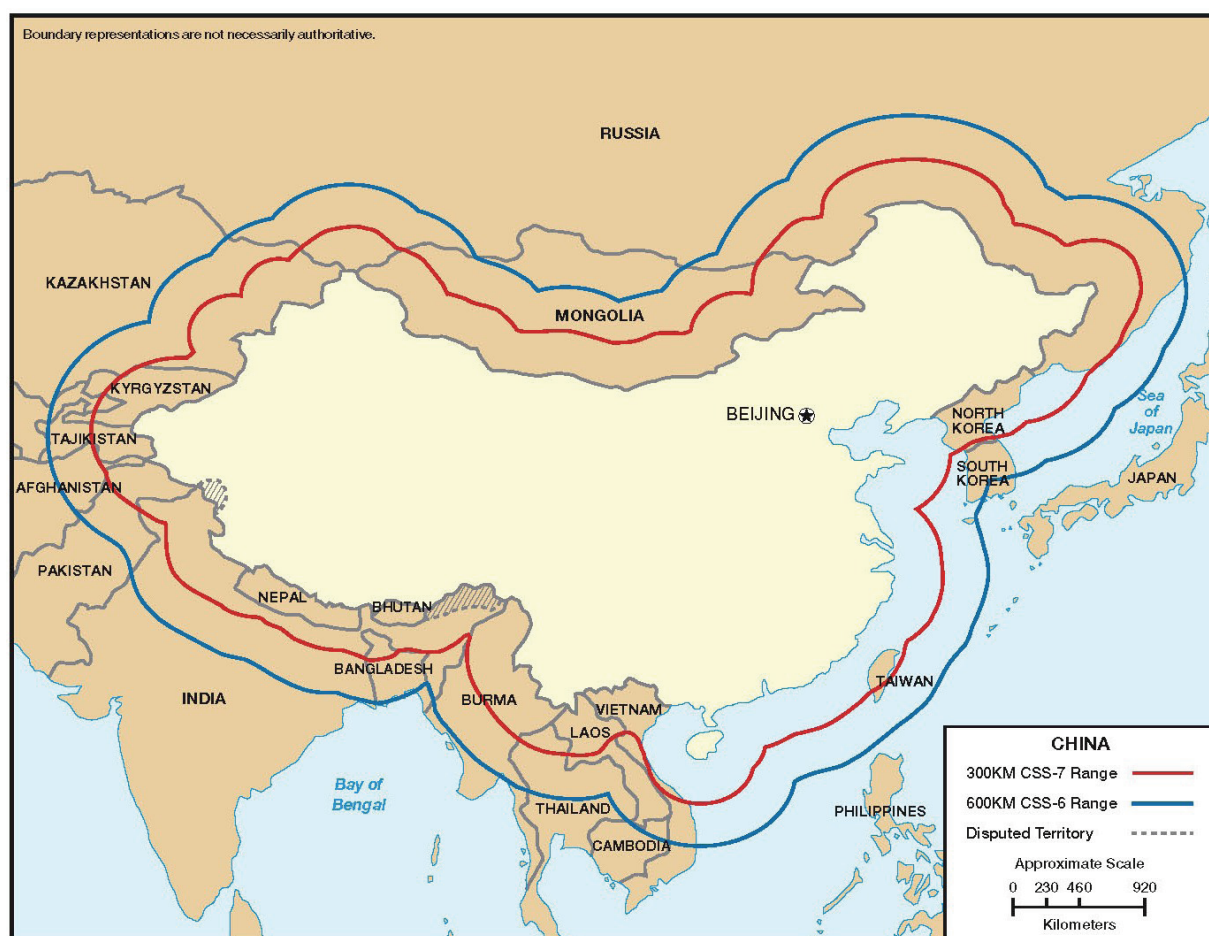 Boundary representations are not necessarily authoritative.
RUSSIA
KAZAKHSTAN
MONGOLIA
KYRGYZSTAN
BEIJING
NORTH
KOREA
Sea
of
Japan
TAJIKISTAN
SOUTH
KOREA
JAPAN
AFGHANISTAN
PAKISTAN
NEPAL
BHUTAN
BANGLADESH
TAIWAN
INDIA
BURMA
VIETNAM
LAOS
Bay of
Bengal
THAILAND
PHILIPPINES
CAMBODIA
CHINA
300KM CSS-7 Range
600KM CSS-6 Range
Disputed Territory
Approximate Scale
0 230 460 920
Kilometers